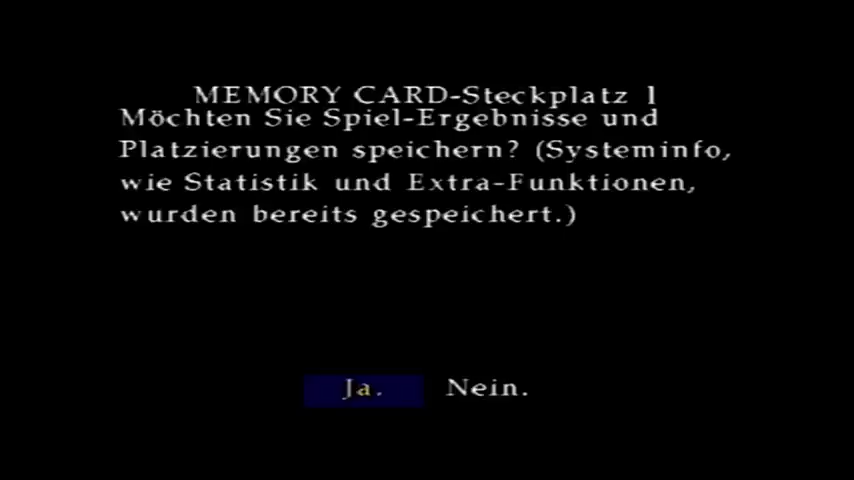 MEMORY CARD-Steckplatz 1
Möchten Sie Spiel-Ergebnisse und
Platzierungen speichern? (Systeminfo,
wie Statistik und Extra-Funktionen,
wurden bereits gespeichert.)
Ja. Nein.